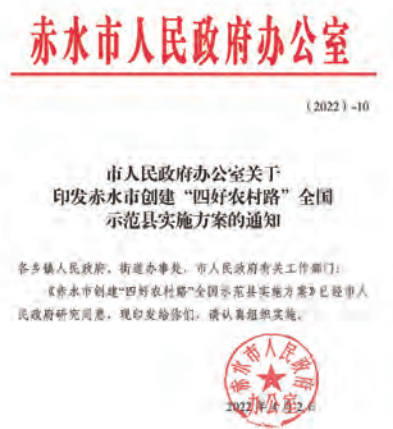 赤水市人民政府办公室
（2022）-10
市人民政府办公室关于
印发赤水市创建“四好农村路”全国
示范县实施方案的通知
各乡镇人民政府、街道办事处，市人民政府有关工作部门：
《赤水市创建“四好农村路”全国示范县实施方案》已经市人
民政府研究同意，现印发给你们，请认真组织实施。
赤水市人民政府
办公室
2022年